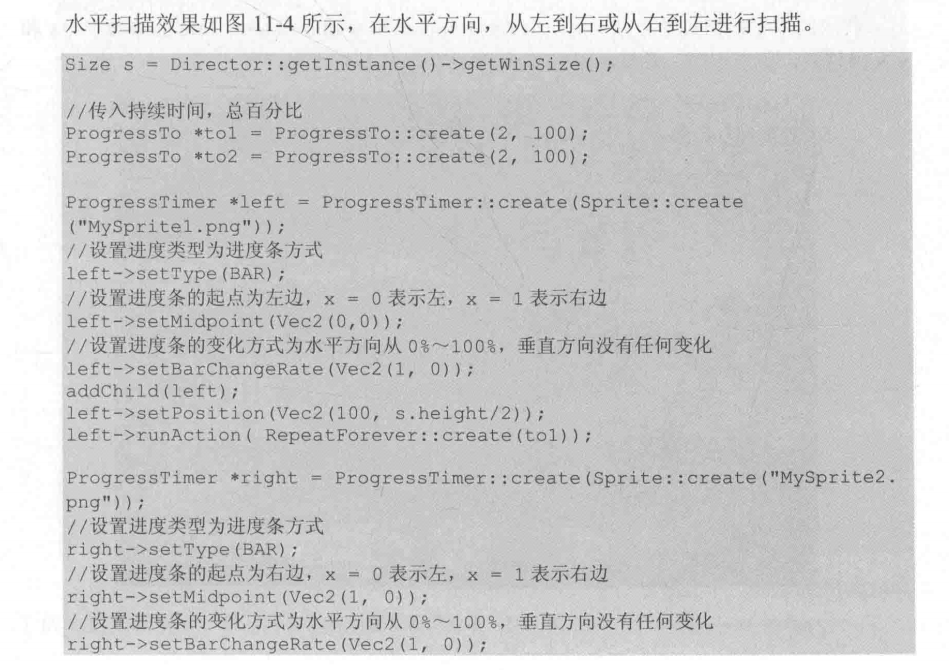 水平扫描效果如图 11-4 所示，在水平方向，从左到右或从右到左进行扫描。
Size s = Director::getInstance()->getWinSize();
//传入持续时间，总百分比
ProgressTo *to1 = ProgressTo::create(2, 100);
ProgressTo *to2 = ProgressTo::create(2, 100);
ProgressTimer *left = ProgressTimer::create(Sprite::create
("MySprite1.png"));
//设置进度类型为进度条方式
left->setType(BAR);
//设置进度条的起点为左边，x = 0 表示左，x = 1 表示右边
left->setMidpoint(Vec2(0,0));
//设置进度条的变化方式为水平方向从 0%～100%，垂直方向没有任何变化
left->setBarChangeRate(Vec2(1, 0));
addChild(left);
left->setPosition(Vec2(100, s.height/2));
left->runAction( RepeatForever::create(to1));
ProgressTimer *right = ProgressTimer::create(Sprite::create("MySprite2.
png"));
//设置进度类型为进度条方式
right->setType(BAR);
//设置进度条的起点为右边，x = 0 表示左，x = 1 表示右边
right->setMidpoint(Vec2(1, 0));
//设置进度条的变化方式为水平方向从 0%～100%，垂直方向没有任何变化
right->setBarChangeRate(Vec2(1, 0));